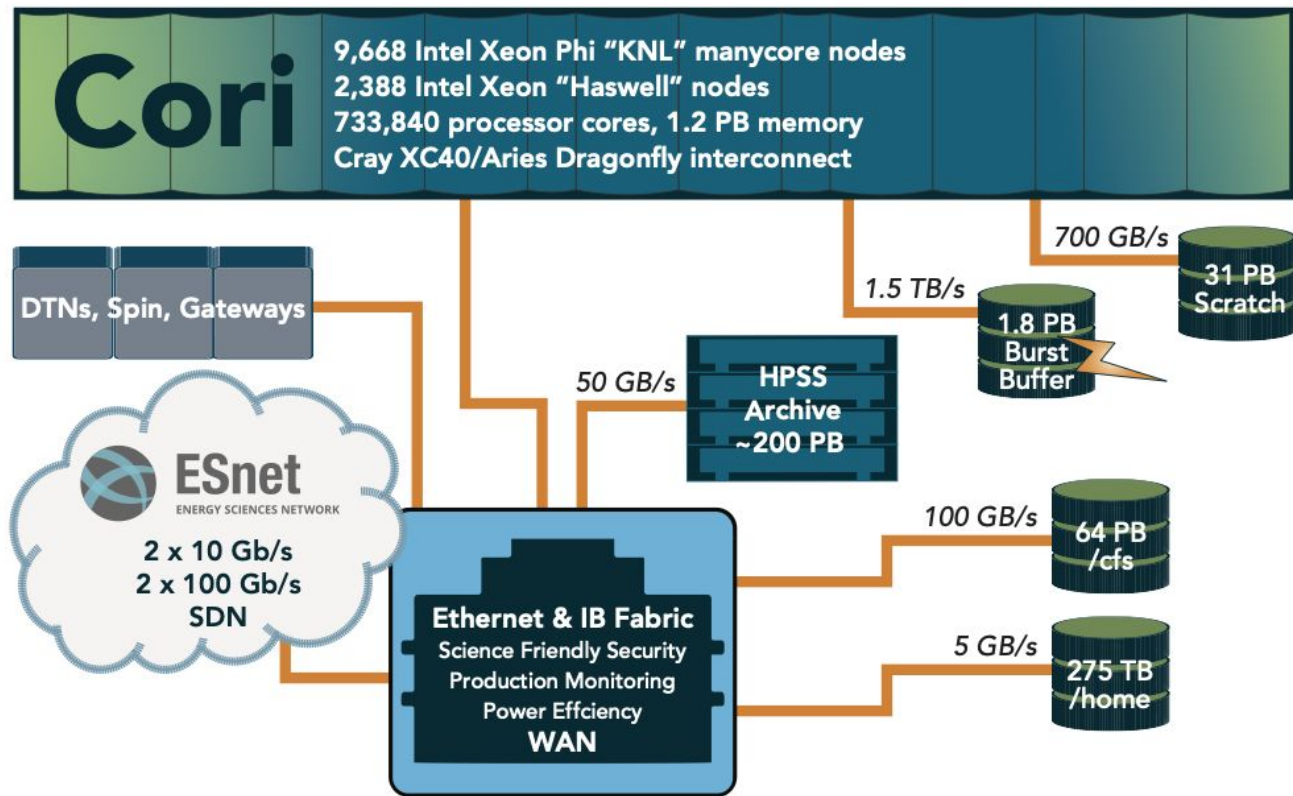 Cori
9,668 Intel Xeon Phi “KNL” manycore nodes
2,388 Intel Xeon “Haswell” nodes
733,840 processor cores, 1.2 PB memory
Cray XC40/Aries Dragonfly interconnect
700 GB/s
31 PB
Scratch
1.5 TB/s
1.8 PB
Burst
Buffer
DTNs, Spin, Gateways
50 GB/s
HPSS
Archive
~200 PB
ESnet
ENERGY SCIENCES NETWORK
2 x 10 Gb/s
2 x 100 Gb/s
SDN
100 GB/s
64 PB
/cfs
Ethernet & IB Fabric
Science Friendly Security
Production Monitoring
Power Effciency
WAN
5 GB/s
275 TB
/home